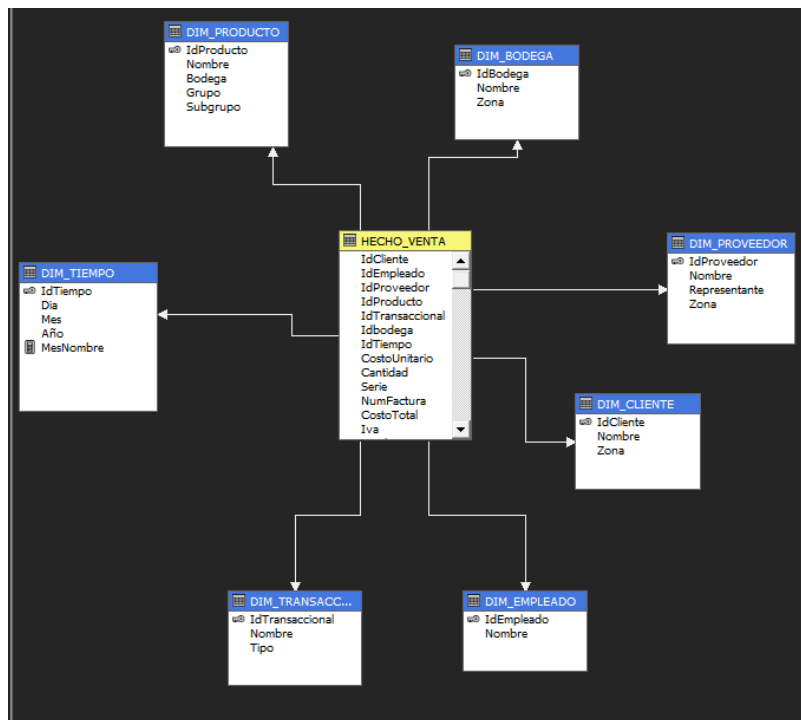 DIM_PRODUCTO
IdProducto
Nombre
Bodega
Grupo
Subgrupo
DIM_BODEGA
IdBodega
Nombre
Zona
HECHO_VENTA
IdCliente
IdEmpleado
IdProveedor
IdProducto
IdTransaccional
Idbodega
IdTiempo
CostoUnitario
Cantidad
Serie
NumFactura
CostoTotal
Iva
DIM_PROVEEDOR
IdProveedor
Nombre
Representante
Zona
DIM_TIEMPO
IdTiempo
Dia
Mes
Año
MesNombre
DIM_CLIENTE
IdCliente
Nombre
Zona
DIM_TRANSACC...
IdTransaccional
Nombre
Tipo
DIM_EMPLEADO
IdEmpleado
Nombre